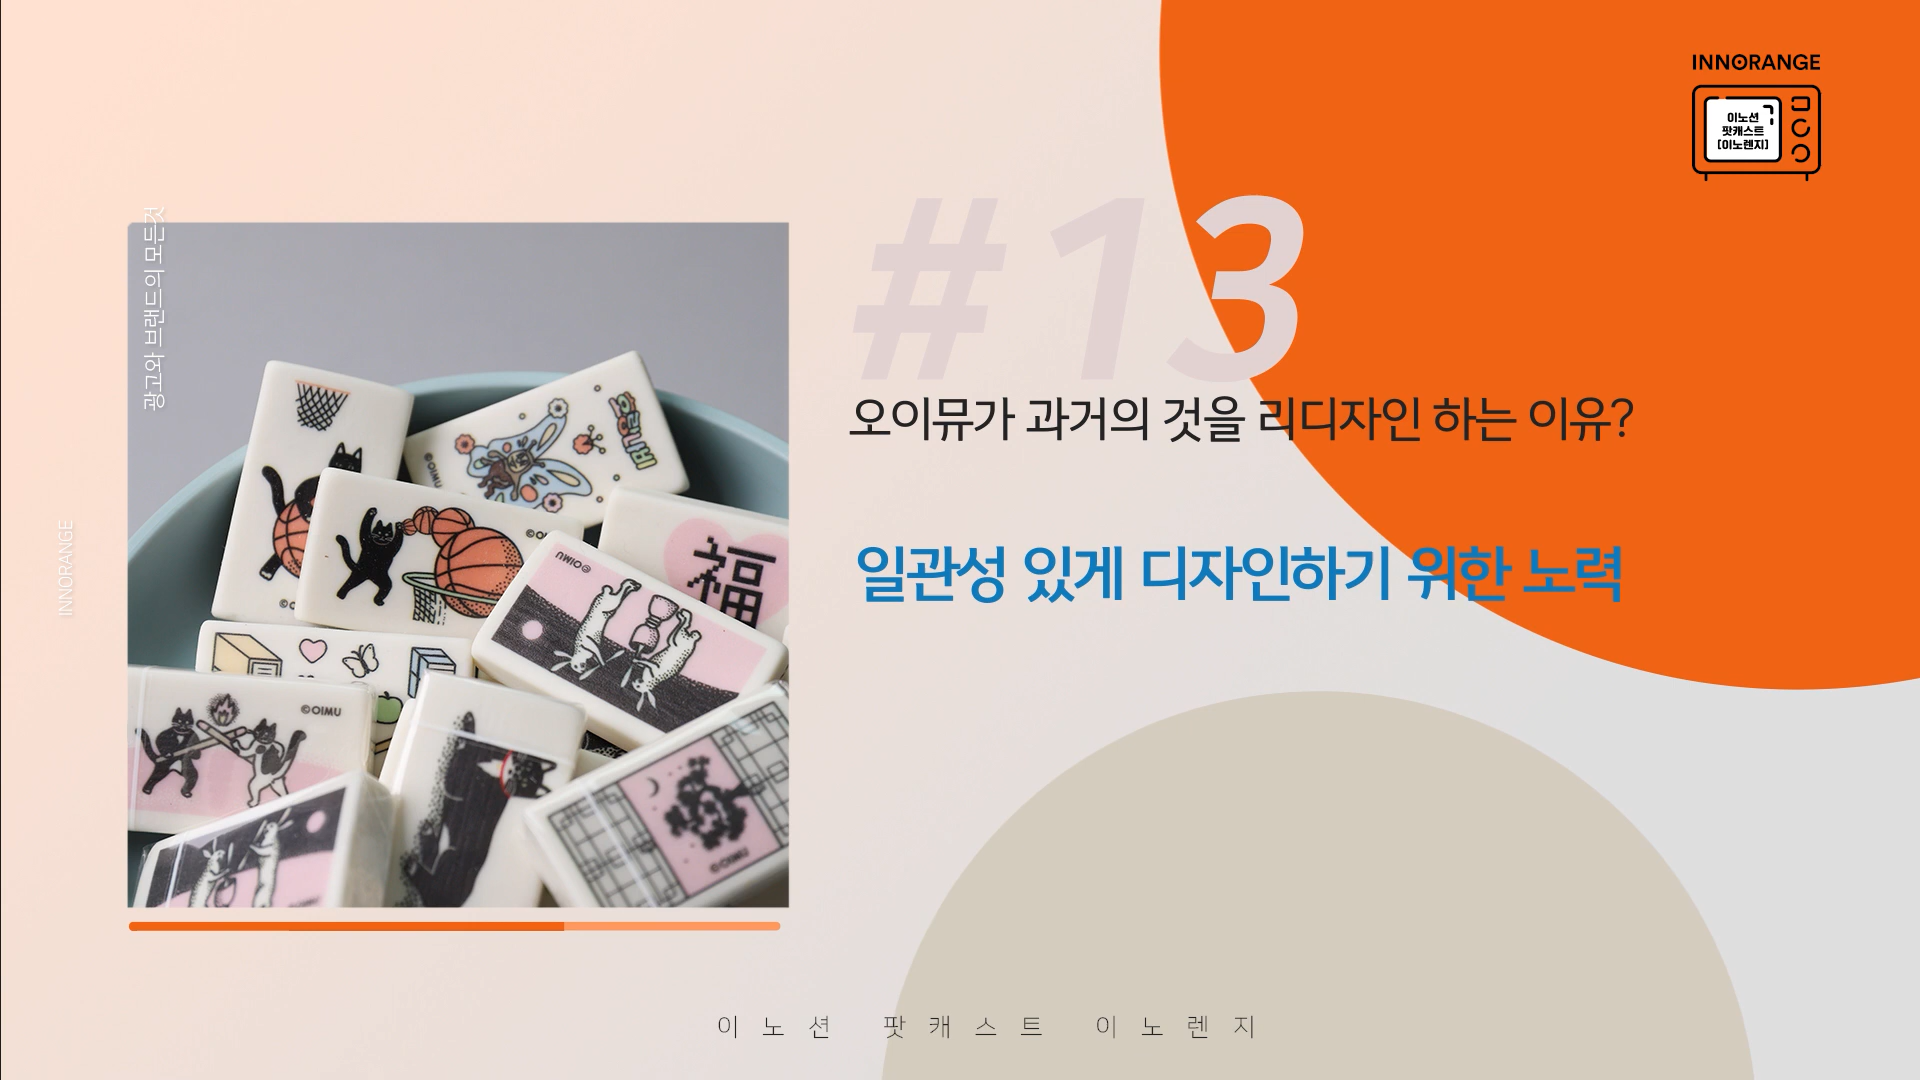 INNORANGE
이노션
팟캐스트
[이노렌지]
#13
광고와 브랜드의 모든것
오이뮤가 과거의 것을 리디자인 하는 이유?
INNORANGE
일관성 있게 디자인하기 위한 노력
©OIMU
©OIMU
福
©OIMU
©OIMU
이노션 팟캐스트 이노렌지